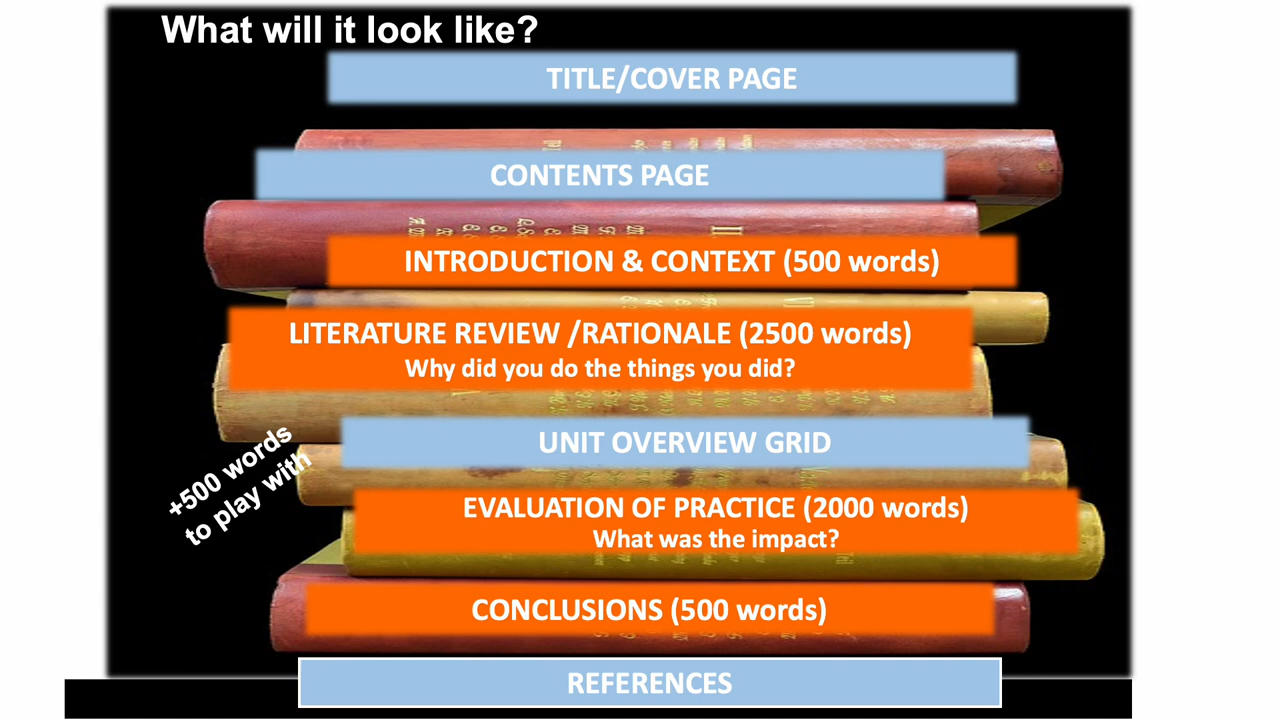 What will it look like?
TITLE/COVER PAGE
CONTENTS PAGE
INTRODUCTION & CONTEXT (500 words)
LITERATURE REVIEW /RATIONALE (2500 words)
Why did you do the things you did?
UNIT OVERVIEW GRID
+500 words
to play with
EVALUATION OF PRACTICE (2000 words)
What was the impact?
CONCLUSIONS (500 words)
REFERENCES